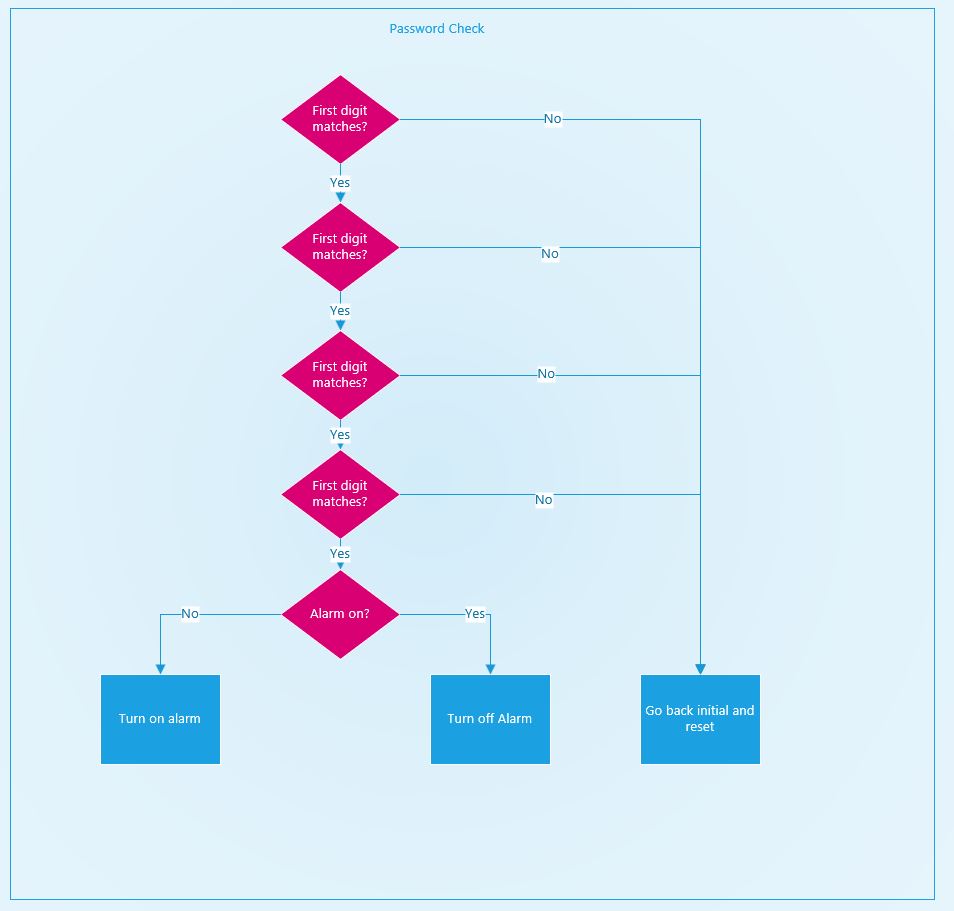 Password Check
First digit
matches?
No
Yes
First digit
matches?
No
Yes
First digit
matches?
No
Yes
First digit
matches?
No
Yes
Alarm on?
No
Yes
Turn on alarm
Turn off Alarm
Go back initial and
reset